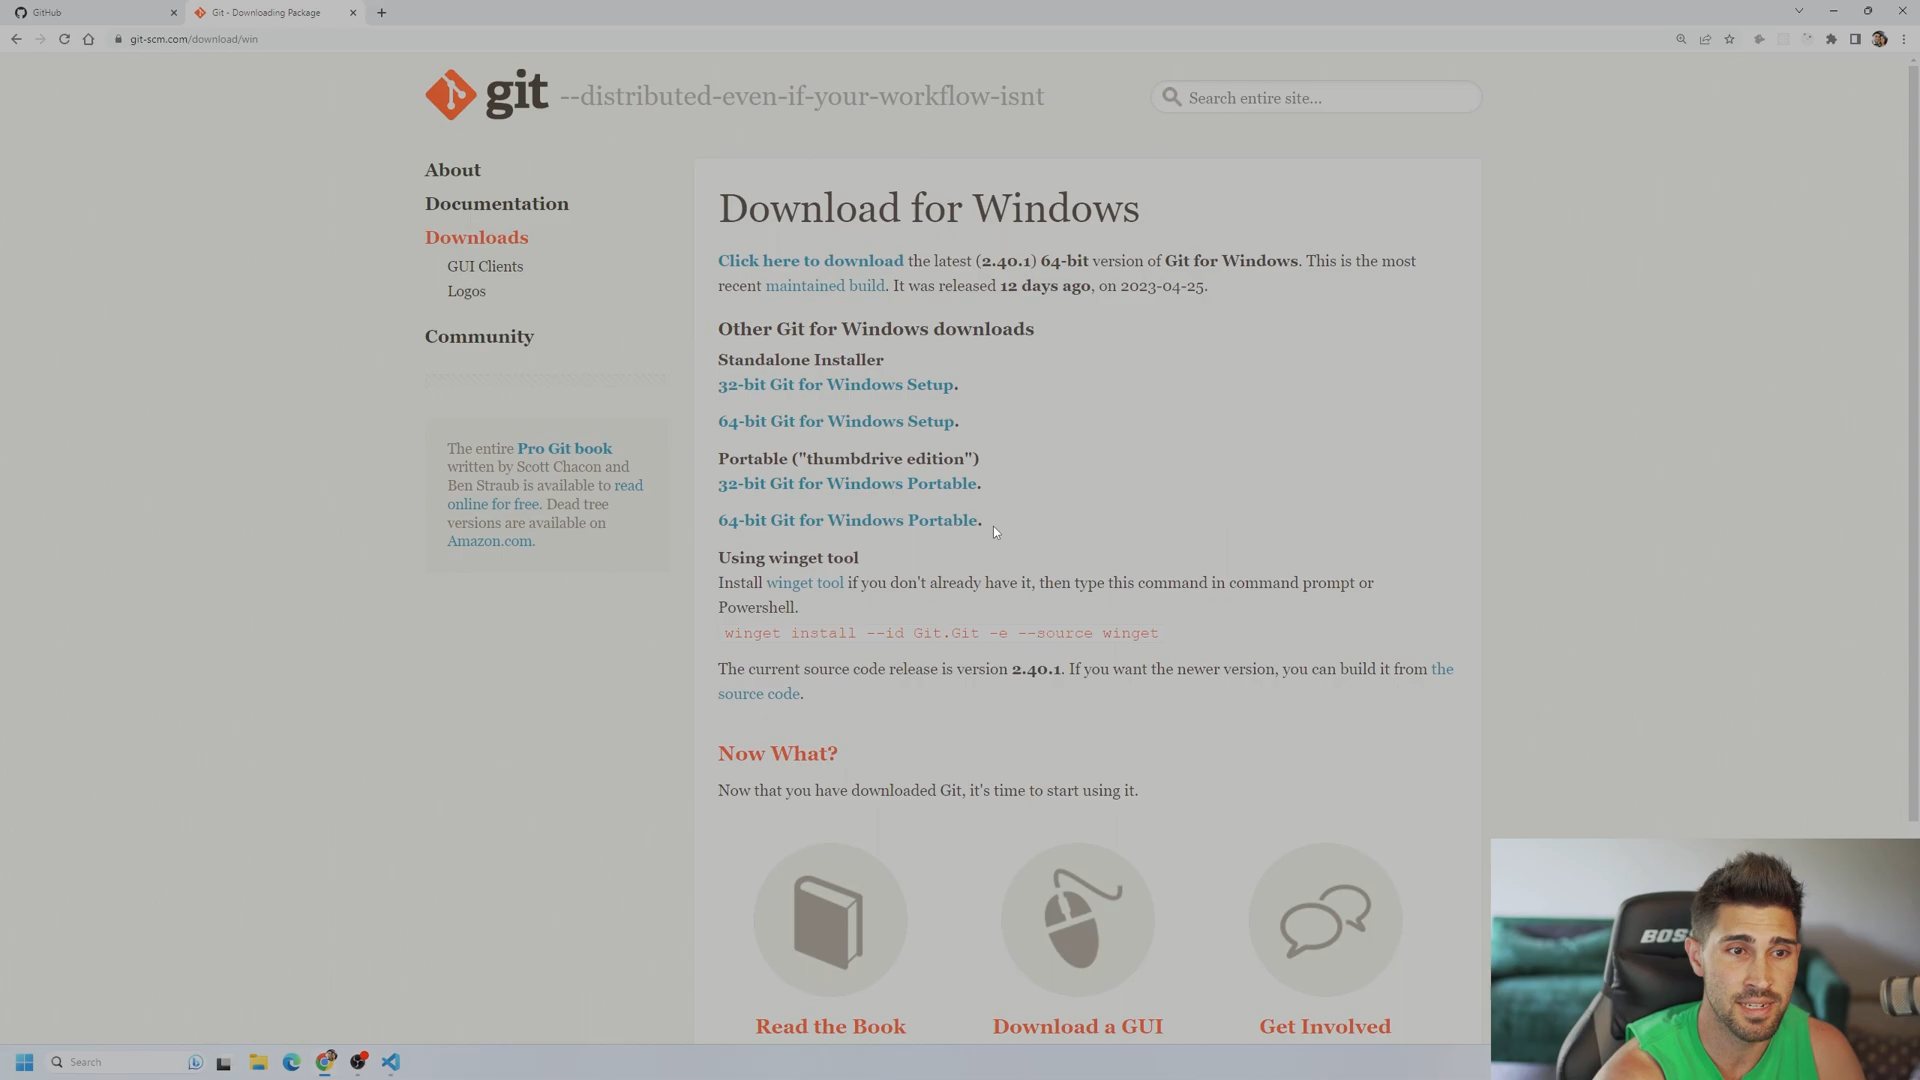 GitHub
Git - Downloading Package
git-scm.com/download/win
git --distributed-even-if-your-workflow-isnt
Search entire site...
About
Documentation
Downloads
GUI Clients
Logos
Community
The entire Pro Git book
written by Scott Chacon and
Ben Straub is available to read
online for free. Dead tree
versions are available on
Amazon.com.
Download for Windows
Click here to download the latest (2.40.1) 64-bit version of Git for Windows. This is the most
recent maintained build. It was released 12 days ago, on 2023-04-25.
Other Git for Windows downloads
Standalone Installer
32-bit Git for Windows Setup.
64-bit Git for Windows Setup.
Portable ("thumbdrive edition")
32-bit Git for Windows Portable.
64-bit Git for Windows Portable.
Using winget tool
Install winget tool if you don't already have it, then type this command in command prompt or
Powershell.
winget install --id Git.Git -e --source winget
The current source code release is version 2.40.1. If you want the newer version, you can build it from the
source code.
Now What?
Now that you have downloaded Git, it's time to start using it.
Read the Book
Download a GUI
Get Involved
Search